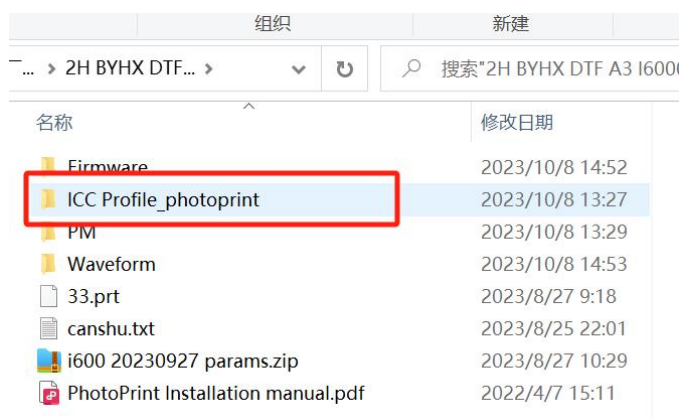 组织 新建
... > 2H BYHX DTF... > 搜索"2H BYHX DTF A3 I600
名称 修改日期
Firmware 2023/10/8 14:52
ICC Profile_photoprint 2023/10/8 13:27
PM 2023/10/8 13:29
Waveform 2023/10/8 14:53
33.prt 2023/8/27 9:18
canshu.txt 2023/8/25 22:01
i600 20230927 params.zip 2023/8/27 10:29
PhotoPrint Installation manual.pdf 2022/4/7 15:11